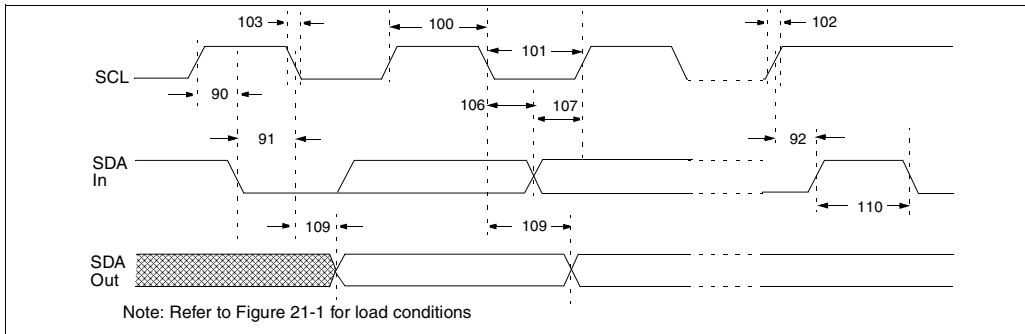 103
100
101
102
SCL
90
106
107
91
92
SDA
In
110
109
109
SDA
Out
Note: Refer to Figure 21-1 for load conditions